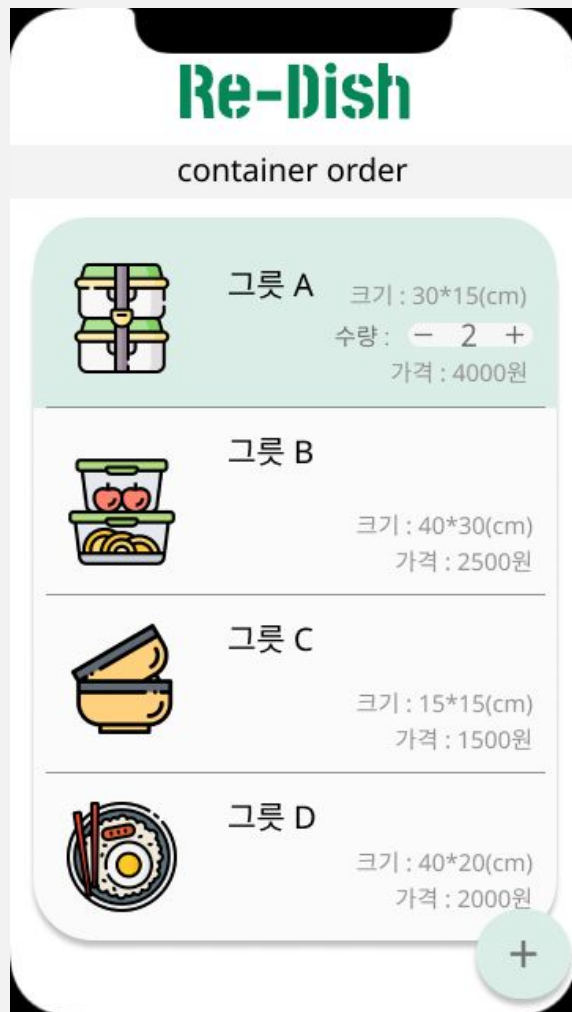 Re-Dish
container order
그릇 A
크기 : 30*15(cm)
수량 : − 2 +
가격 : 4000원
그릇 B
크기 : 40*30(cm)
가격 : 2500원
그릇 C
크기 : 15*15(cm)
가격 : 1500원
그릇 D
크기 : 40*20(cm)
가격 : 2000원
+